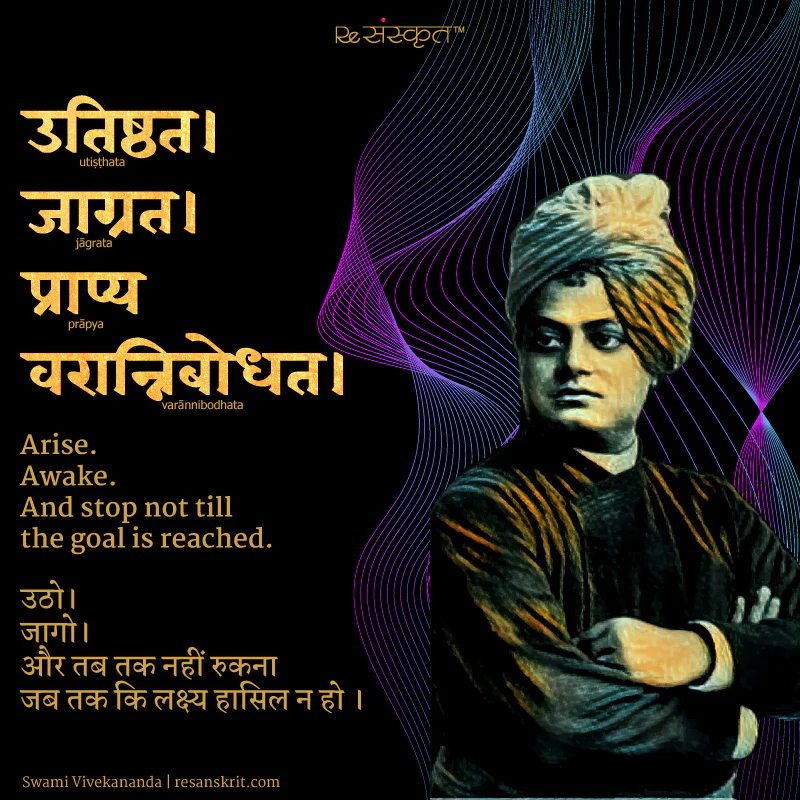 Re संस्कृत™
उतिष्ठत।
utiṣṭhata
जाग्रत।
jāgrata
प्राप्य
prāpya
वरान्निबोधत।
varānnibodhata
Arise.
Awake.
And stop not till
the goal is reached.
उठो।
जागो।
और तब तक नहीं रुकना
जब तक कि लक्ष्य हासिल न हो ।
Swami Vivekananda | resanskrit.com